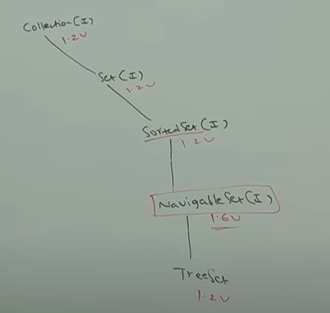 Collection(I)
1.2V
Set(I)
1.2V
SortedSet(I)
1.2V
NavigableSet(I)
1.6V
TreeSet
1.2V